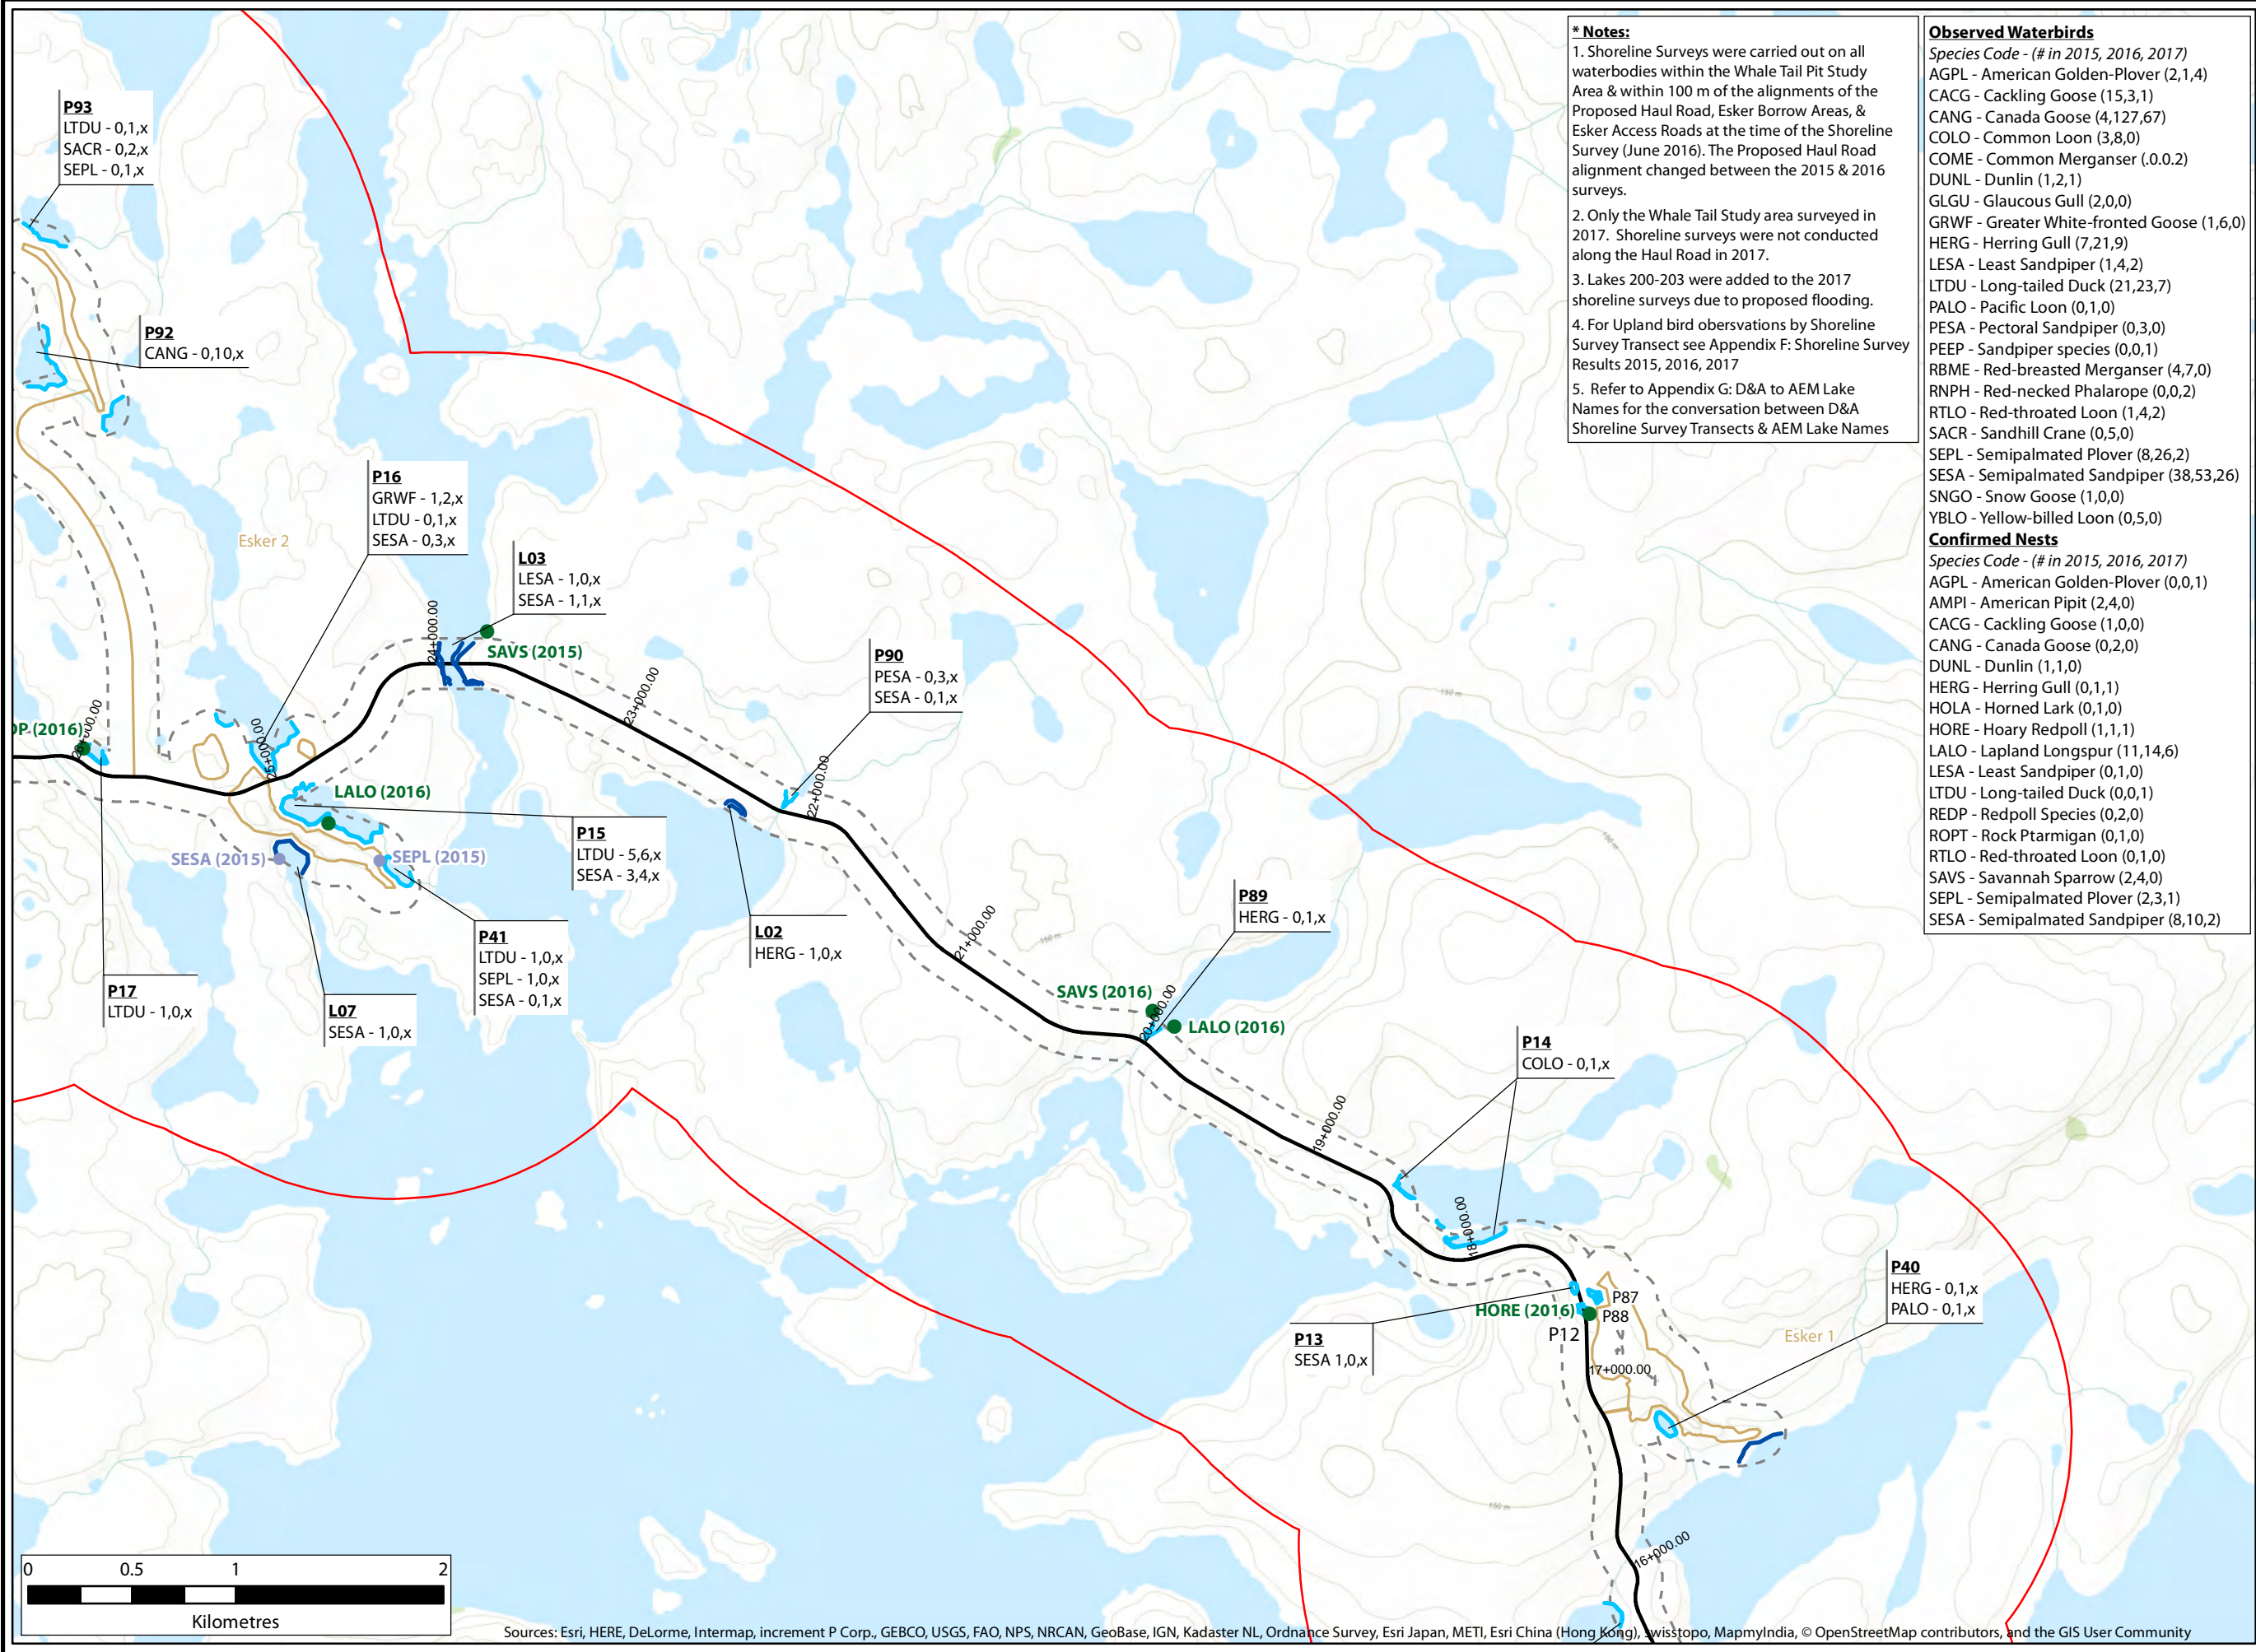 P93
LTDU - 0,1,x
SACR - 0,2,x
SEPL - 0,1,x
P92
CANG - 0,10,x
P16
GRWF - 1,2,x
LTDU - 0,1,x
SESA - 0,3,x
Esker 2
L03
LESA - 1,0,x
SESA - 1,1,x
24+000.00
SAVS (2015)
23+000.00
P90
PESA - 0,3,x
SESA - 0,1,x
22+000.00
DP (2016)
26+000.00
25+000.00
LALO (2016)
SESA (2015)
SEPL (2015)
P15
LTDU - 5,6,x
SESA - 3,4,x
P41
LTDU - 1,0,x
SEPL - 1,0,x
SESA - 0,1,x
P17
LTDU - 1,0,x
L07
SESA - 1,0,x
L02
HERG - 1,0,x
21+000.00
150 m
150 m
150 m
P89
HERG - 0,1,x
SAVS (2016)
20+000.00
LALO (2016)
P14
COLO - 0,1,x
19+000.00
18+000.00
P40
HERG - 0,1,x
PALO - 0,1,x
HORE (2016)
P87
P88
P12
P13
SESA 1,0,x
Esker 1
17+000.00
150 m
16+000.00
* Notes:
1. Shoreline Surveys were carried out on all
waterbodies within the Whale Tail Pit Study
Area & within 100 m of the alignments of the
Proposed Haul Road, Esker Borrow Areas, &
Esker Access Roads at the time of the Shoreline
Survey (June 2016). The Proposed Haul Road
alignment changed between the 2015 & 2016
surveys.
2. Only the Whale Tail Study area surveyed in
2017. Shoreline surveys were not conducted
along the Haul Road in 2017.
3. Lakes 200-203 were added to the 2017
shoreline surveys due to proposed flooding.
4. For Upland bird obersvations by Shoreline
Survey Transect see Appendix F: Shoreline Survey
Results 2015, 2016, 2017
5. Refer to Appendix G: D&A to AEM Lake
Names for the conversation between D&A
Shoreline Survey Transects & AEM Lake Names
Observed Waterbirds
Species Code - (# in 2015, 2016, 2017)
AGPL - American Golden-Plover (2,1,4)
CACG - Cackling Goose (15,3,1)
CANG - Canada Goose (4,127,67)
COLO - Common Loon (3,8,0)
COME - Common Merganser (.0.0.2)
DUNL - Dunlin (1,2,1)
GLGU - Glaucous Gull (2,0,0)
GRWF - Greater White-fronted Goose (1,6,0)
HERG - Herring Gull (7,21,9)
LESA - Least Sandpiper (1,4,2)
LTDU - Long-tailed Duck (21,23,7)
PALO - Pacific Loon (0,1,0)
PESA - Pectoral Sandpiper (0,3,0)
PEEP - Sandpiper species (0,0,1)
RBME - Red-breasted Merganser (4,7,0)
RNPH - Red-necked Phalarope (0,0,2)
RTLO - Red-throated Loon (1,4,2)
SACR - Sandhill Crane (0,5,0)
SEPL - Semipalmated Plover (8,26,2)
SESA - Semipalmated Sandpiper (38,53,26)
SNGO - Snow Goose (1,0,0)
YBLO - Yellow-billed Loon (0,5,0)
Confirmed Nests
Species Code - (# in 2015, 2016, 2017)
AGPL - American Golden-Plover (0,0,1)
AMPI - American Pipit (2,4,0)
CACG - Cackling Goose (1,0,0)
CANG - Canada Goose (0,2,0)
DUNL - Dunlin (1,1,0)
HERG - Herring Gull (0,1,1)
HOLA - Horned Lark (0,1,0)
HORE - Hoary Redpoll (1,1,1)
LALO - Lapland Longspur (11,14,6)
LESA - Least Sandpiper (0,1,0)
LTDU - Long-tailed Duck (0,0,1)
REDP - Redpoll Species (0,2,0)
ROPT - Rock Ptarmigan (0,1,0)
RTLO - Red-throated Loon (0,1,0)
SAVS - Savannah Sparrow (2,4,0)
SEPL - Semipalmated Plover (2,3,1)
SESA - Semipalmated Sandpiper (8,10,2)
0 0.5 1 2
Kilometres
Sources: Esri, HERE, DeLorme, Intermap, increment P Corp., GEBCO, USGS, FAO, NPS, NRCAN, GeoBase, IGN, Kadaster NL, Ordnance Survey, Esri Japan, METI, Esri China (Hong Kong), swisstopo, MapmyIndia, © OpenStreetMap contributors, and the GIS User Community